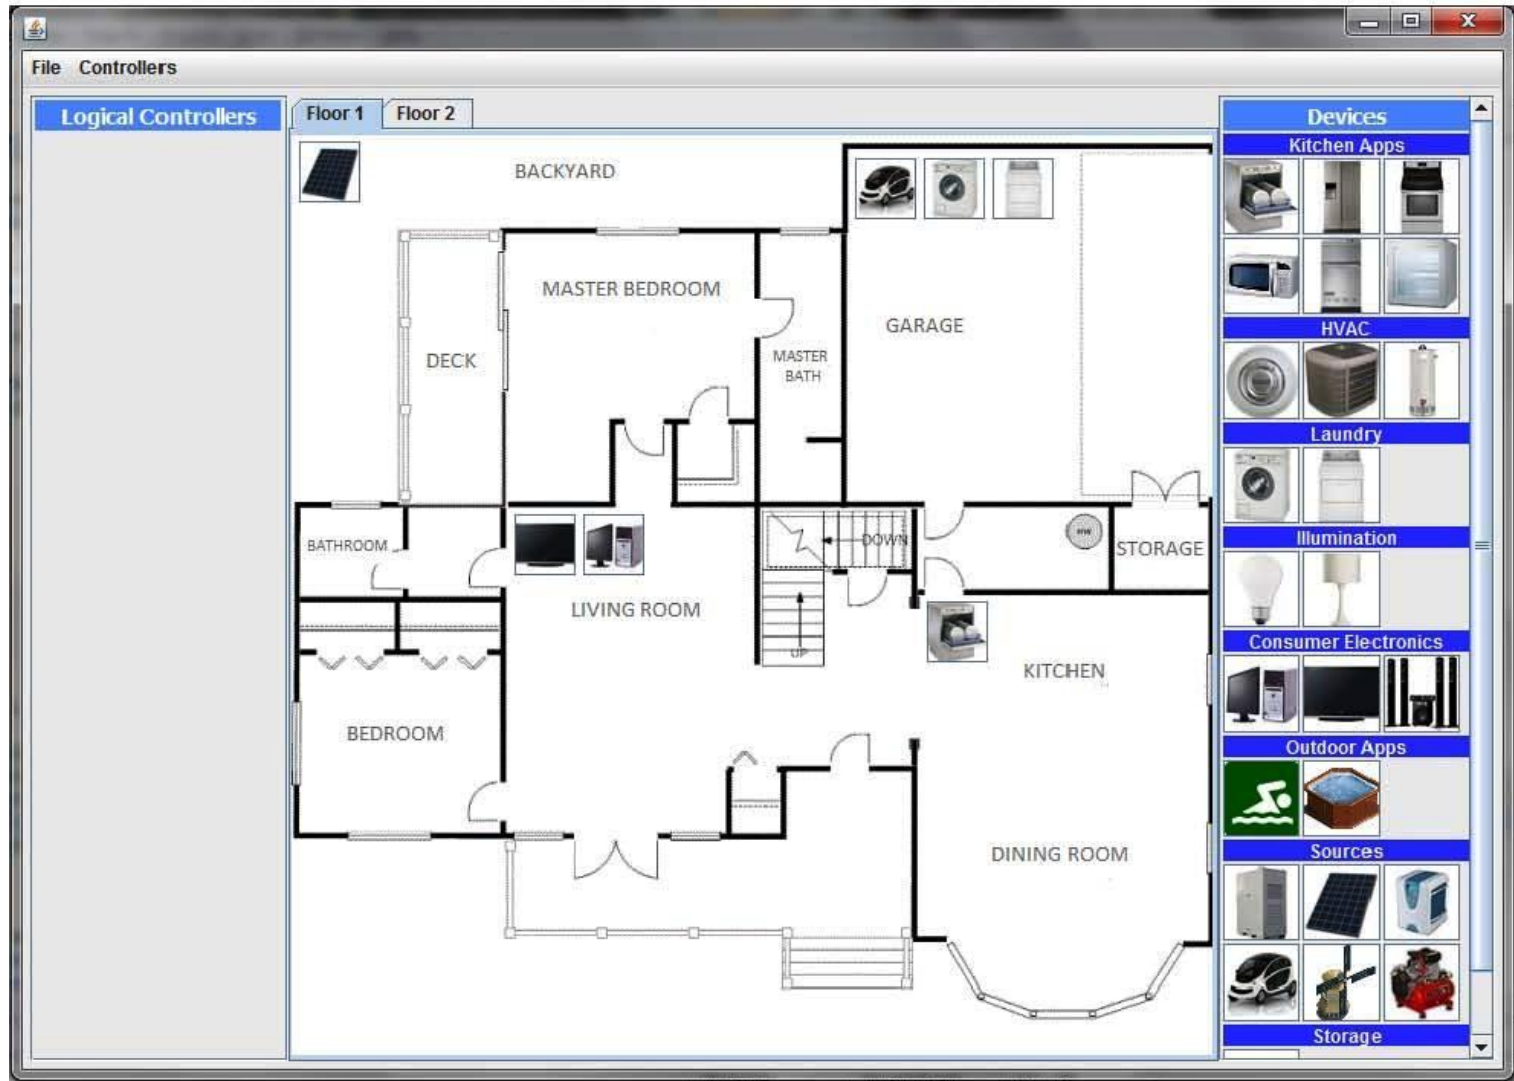 File Controllers
Logical Controllers
Floor 1 Floor 2
Devices
Kitchen Apps
BACKYARD
MASTER BEDROOM
GARAGE
HVAC
DECK
MASTER
BATH
Laundry
BATHROOM
DOWN
HW
STORAGE
Illumination
LIVING ROOM
UP
KITCHEN
Consumer Electronics
BEDROOM
Outdoor Apps
DINING ROOM
Sources
Storage